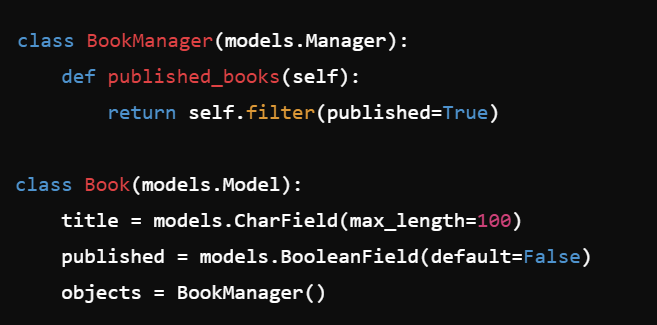 class BookManager(models.Manager):
    def published_books(self):
        return self.filter(published=True)

class Book(models.Model):
    title = models.CharField(max_length=100)
    published = models.BooleanField(default=False)
    objects = BookManager()